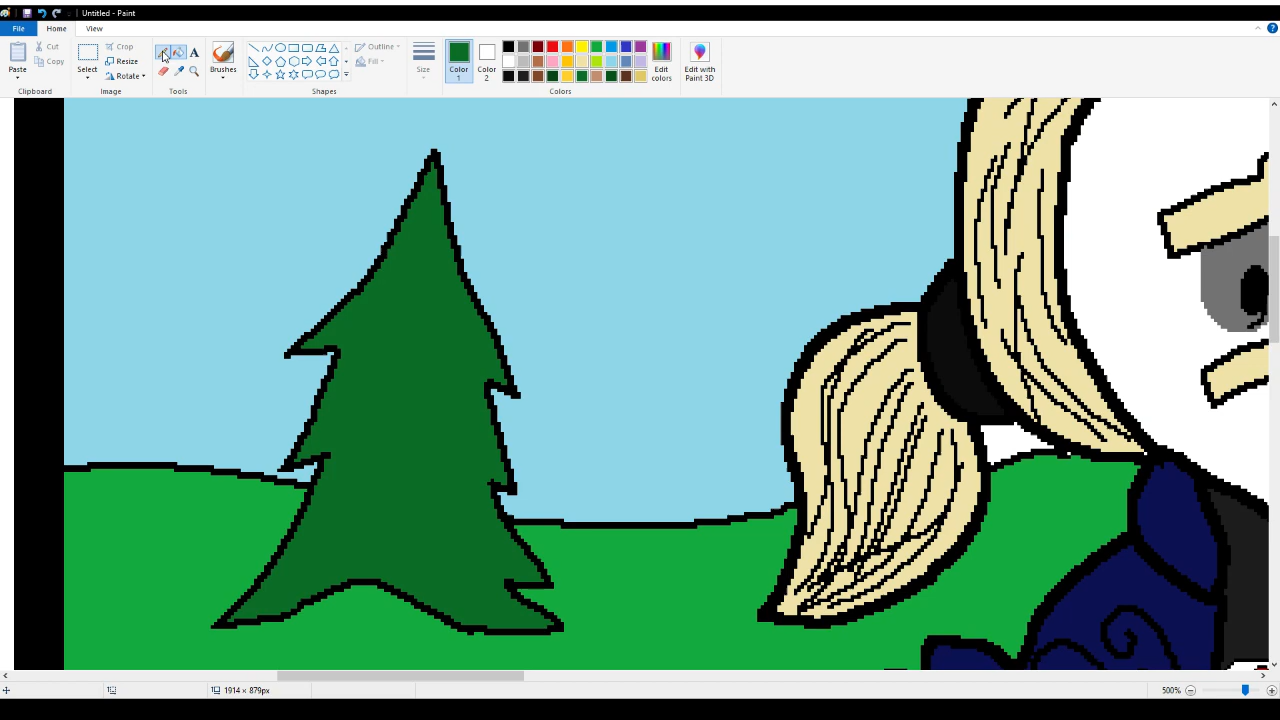 Untitled - Paint
File Home View
Paste
Cut
Copy
Clipboard
Select
Crop
Resize
Rotate
Image
A
Tools
Brushes
Outline
Fill
Shapes
Size
Color 1
Color 2
Edit colors
Colors
Edit with Paint 3D
1914 × 879px
500%